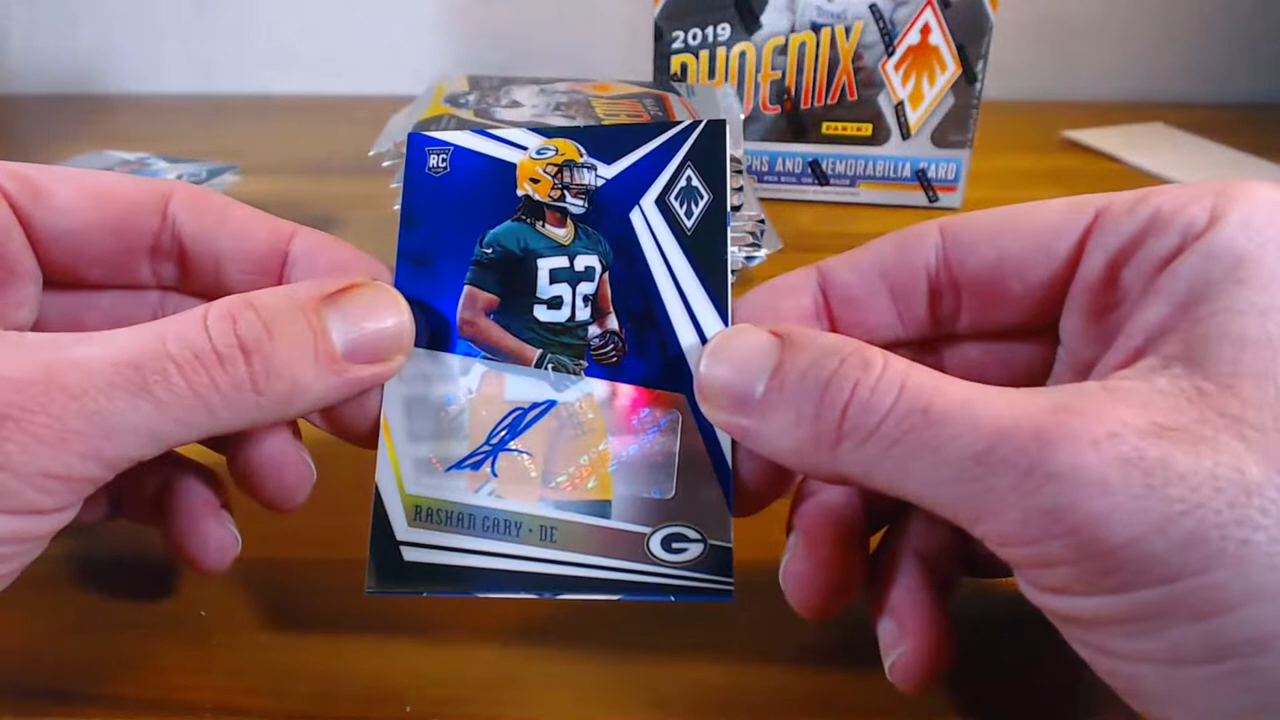 2019
PHOENIX
PANINI
PHS AND MEMORABILIA CARD
RC
G
52
RASHAN GARY • DE
G